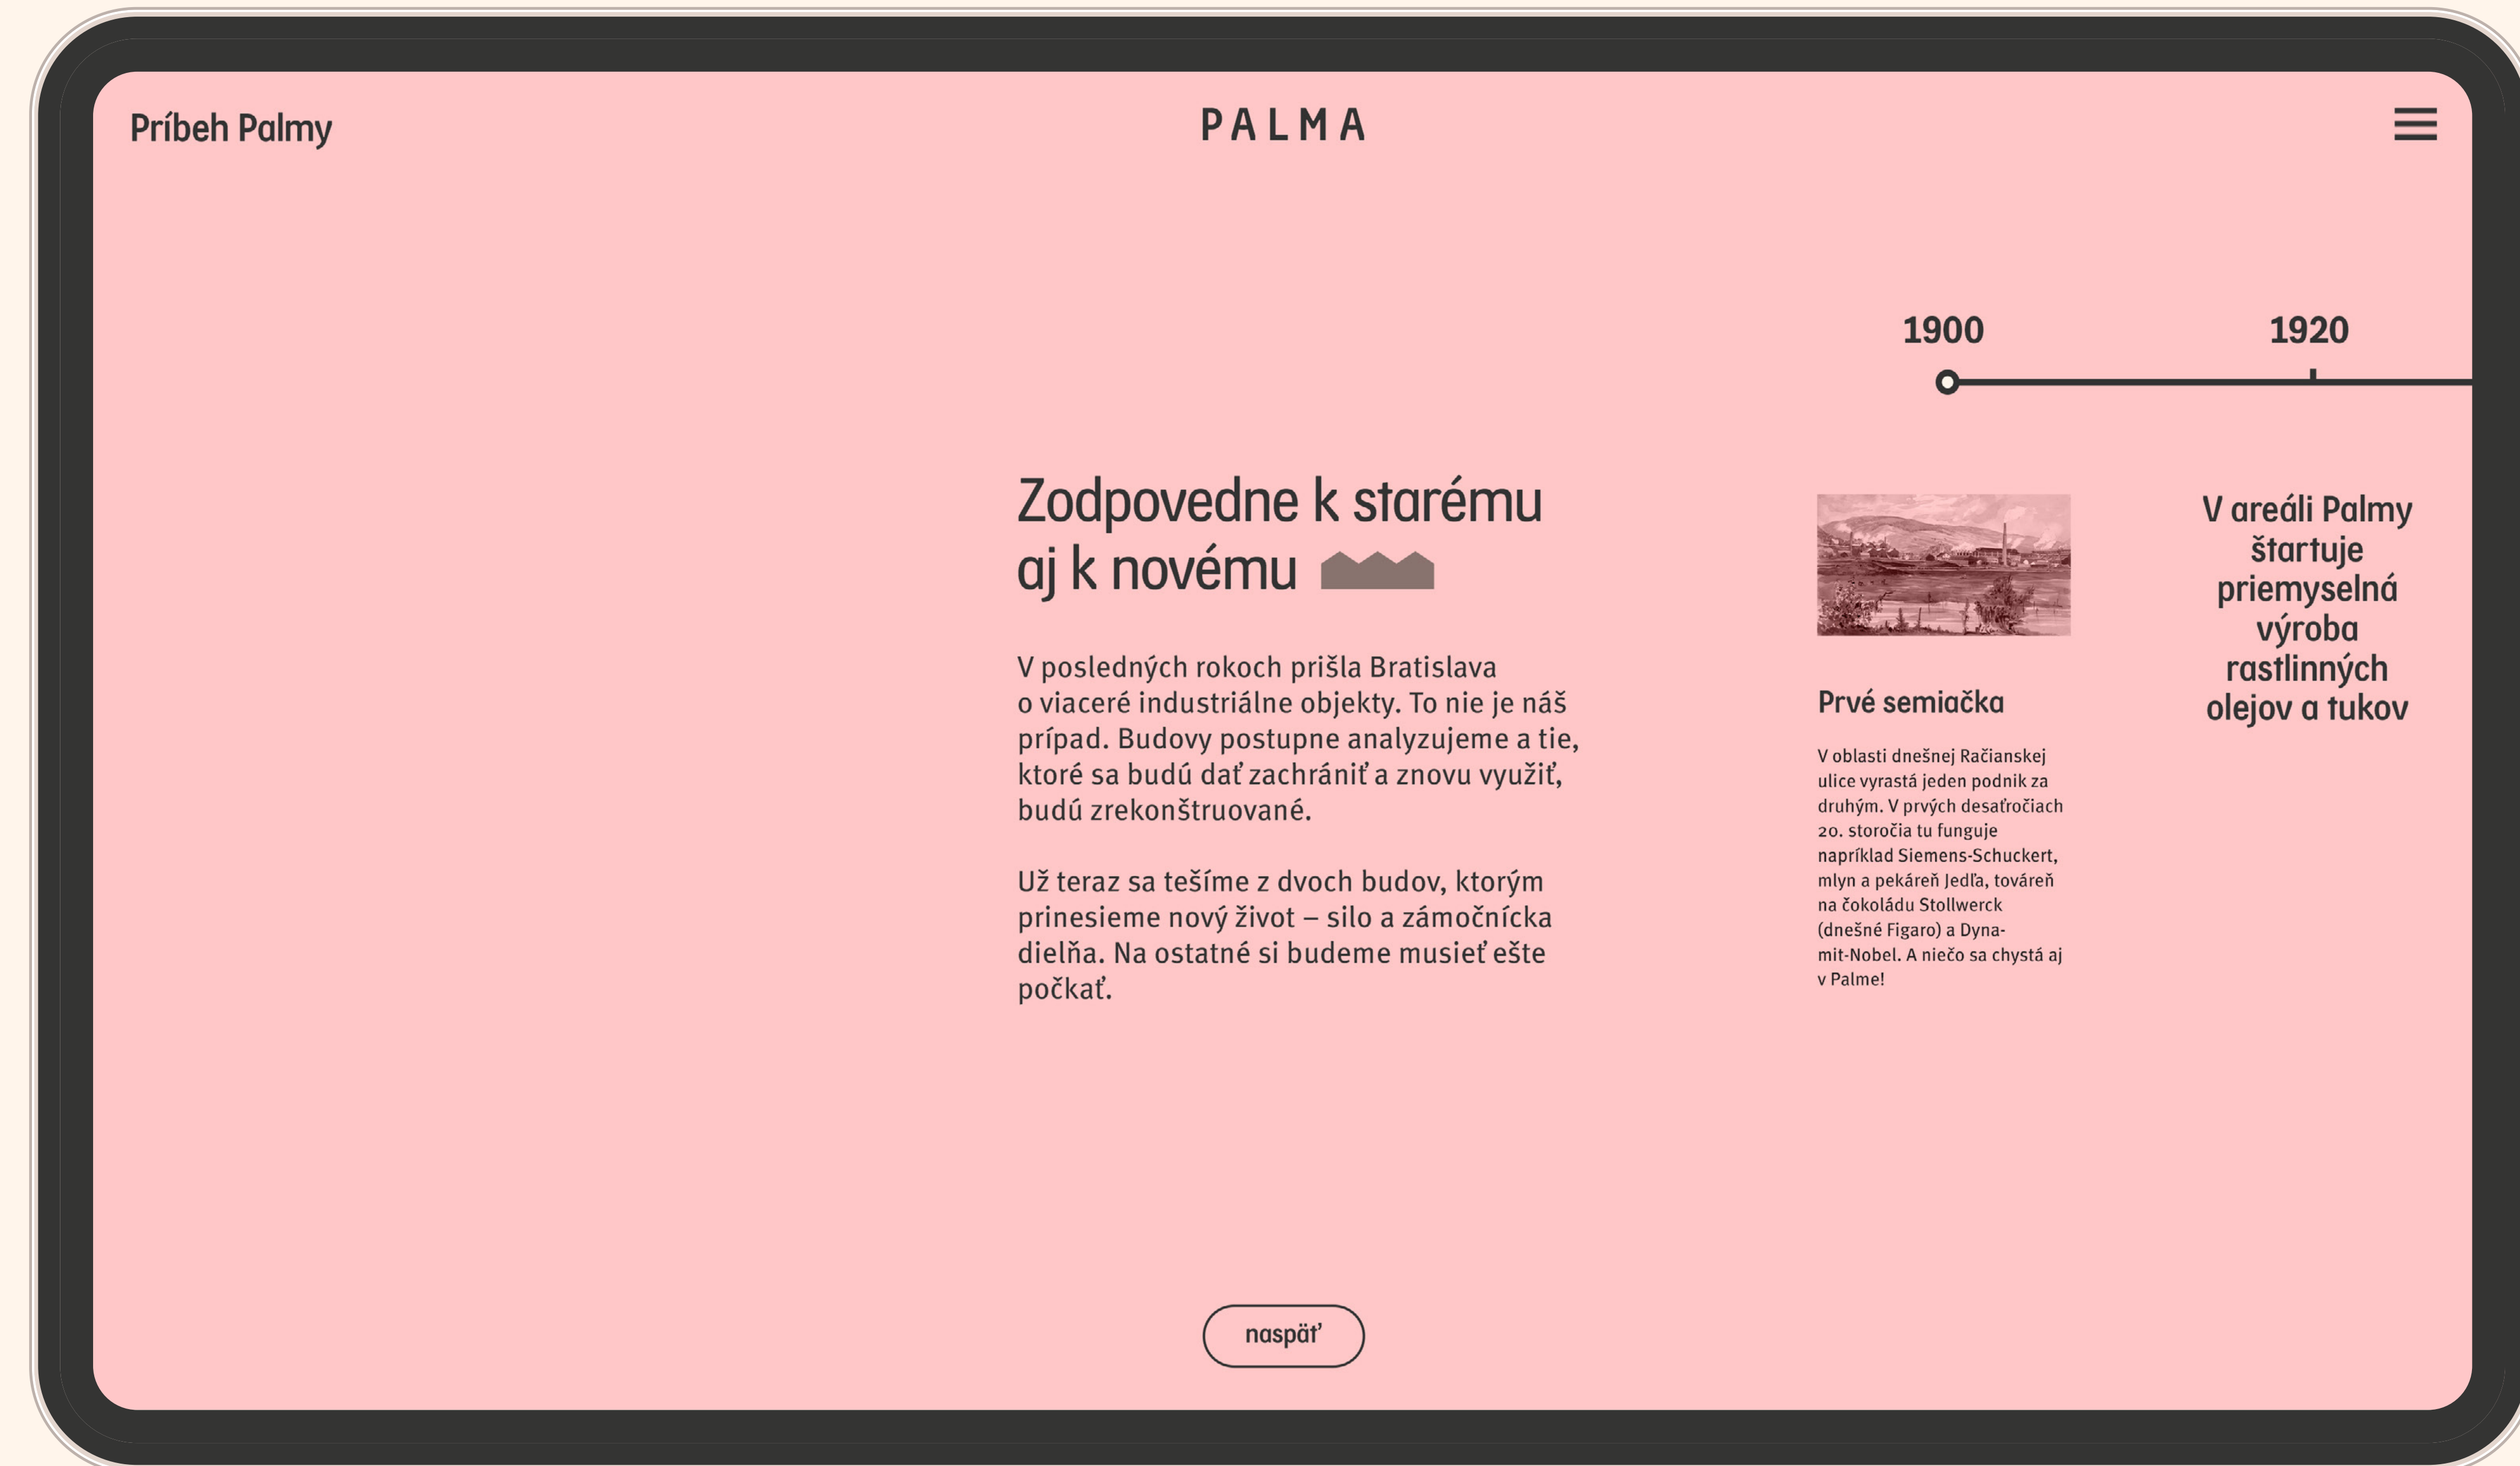 Príbeh Palmy
PALMA
Zodpovedne k starému
aj k novému
V posledných rokoch prišla Bratislava
o viaceré industriálne objekty. To nie je náš
prípad. Budovy postupne analyzujeme a tie,
ktoré sa budú dať zachrániť a znovu využiť,
budú zrekonštruované.
Už teraz sa tešíme z dvoch budov, ktorým
prinesieme nový život – silo a zámočnícka
dielňa. Na ostatné si budeme musieť ešte
počkať.
1900
Prvé semiačka
V oblasti dnešnej Račianskej
ulice vyrastá jeden podnik za
druhým. V prvých desaťročiach
20. storočia tu funguje
napríklad Siemens-Schuckert,
mlyn a pekáreň Jedľa, továreň
na čokoládu Stollwerck
(dnešné Figaro) a Dyna-
mit-Nobel. A niečo sa chystá aj
v Palme!
1920
V areáli Palmy
štartuje
priemyselná
výroba
rastlinných
olejov a tukov
naspäť